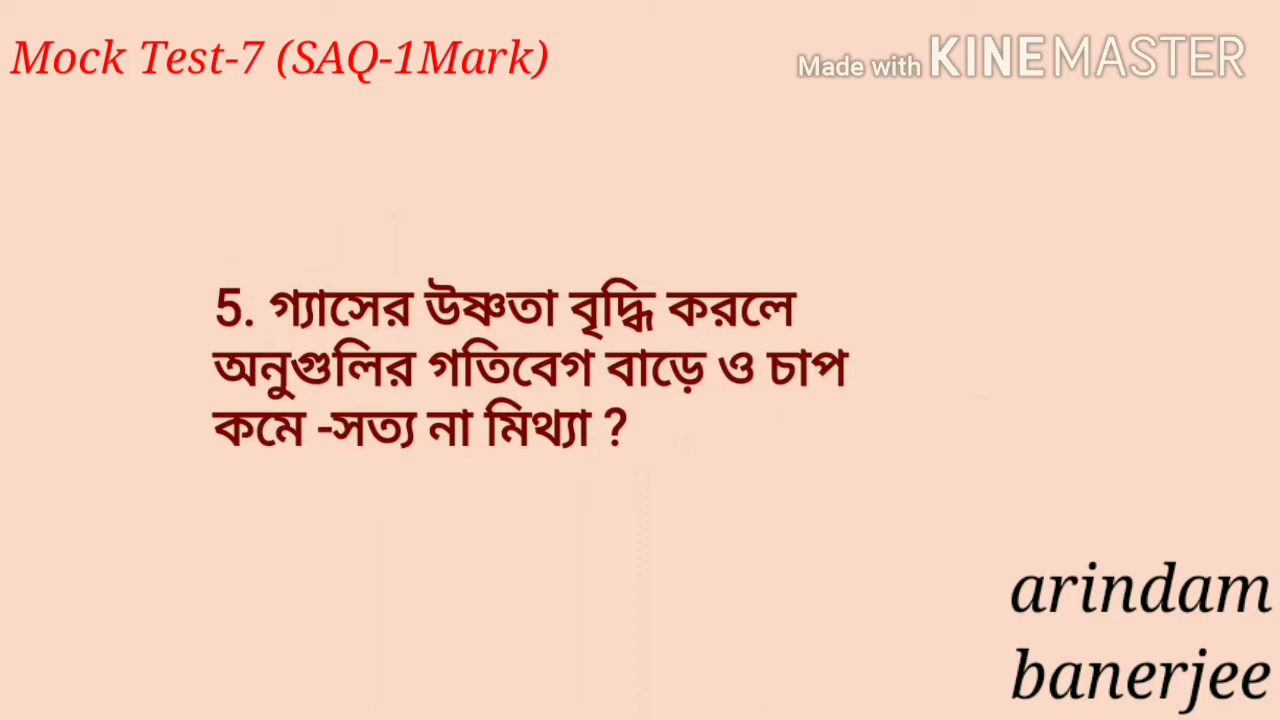 Mock Test-7 (SAQ-1Mark)
Made with KINEMASTER
5. গ্যাসের উষ্ণতা বৃদ্ধি করলে
অনুগুলির গতিবেগ বাড়ে ও চাপ
কমে -সত্য না মিথ্যা ?
arindam
banerjee